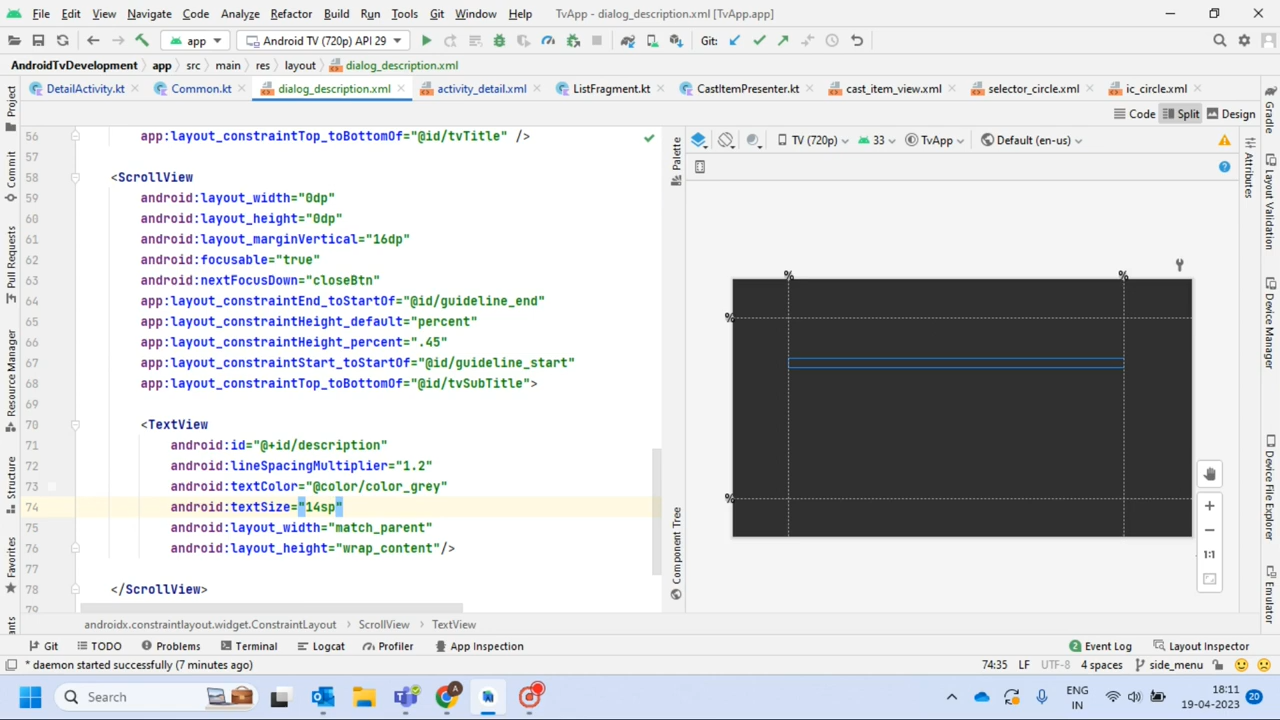 File Edit View Navigate Code Analyze Refactor Build Run Tools Git Window Help TvApp - dialog_description.xml [TvApp.app]
app Android TV (720p) API 29 Git:
AndroidTvDevelopment app src main res layout dialog_description.xml
DetailActivity.kt Common.kt dialog_description.xml activity_detail.xml ListFragment.kt CastItemPresenter.kt cast_item_view.xml selector_circle.xml ic_circle.xml
Code Split Design
56 app:layout_constraintTop_toBottomOf="@id/tvTitle" />
57
58 <ScrollView
59 android:layout_width="0dp"
60 android:layout_height="0dp"
61 android:layout_marginVertical="16dp"
62 android:focusable="true"
63 android:nextFocusDown="closeBtn"
64 app:layout_constraintEnd_toStartOf="@id/guideline_end"
65 app:layout_constraintHeight_default="percent"
66 app:layout_constraintHeight_percent=".45"
67 app:layout_constraintStart_toStartOf="@id/guideline_start"
68 app:layout_constraintTop_toBottomOf="@id/tvSubTitle">
69
70 <TextView
71 android:id="@+id/description"
72 android:lineSpacingMultiplier="1.2"
73 android:textColor="@color/color_grey"
74 android:textSize="14sp"
75 android:layout_width="match_parent"
76 android:layout_height="wrap_content"/>
77
78 </ScrollView>
79
androidx.constraintlayout.widget.ConstraintLayout ScrollView TextView
Project
Commit
Pull Requests
Resource Manager
Structure
Favorites
Palette
Component Tree
TV (720p) 33 TvApp Default (en-us)
%
%
%
%
1:1
Attributes
Gradle
Layout Validation
Device Manager
Device File Explorer
Emulator
Git TODO Problems Terminal Logcat Profiler App Inspection 2 Event Log Layout Inspector
* daemon started successfully (7 minutes ago) 74:35 LF UTF-8 4 spaces side_menu
Search ENG IN 18:11 19-04-2023 20